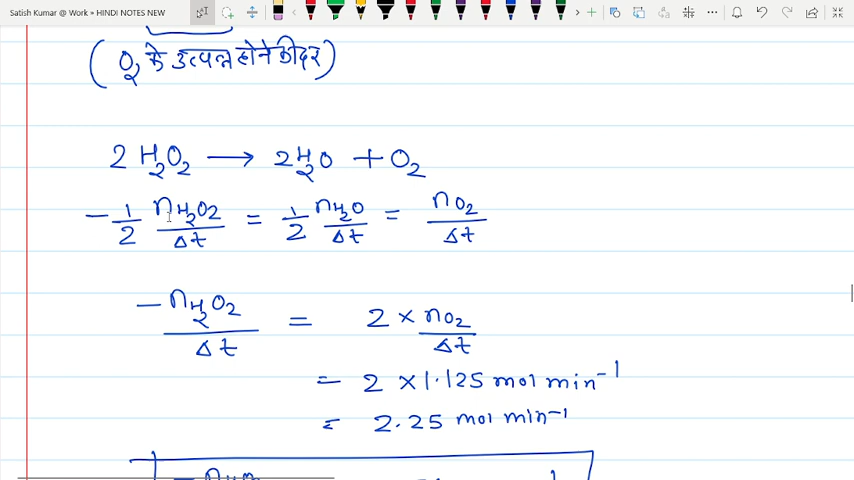 Satish Kumar @ Work » HINDI NOTES NEW
(O₂ के उत्पन्न होने की दर)
2H₂O₂ ⟶ 2H₂O + O₂
-1/2 nH₂O₂/Δt = 1/2 nH₂O/Δt = nO₂/Δt
-nH₂O₂/Δt = 2 × nO₂/Δt
= 2 × 1.125 mol min⁻¹
= 2.25 mol min⁻¹